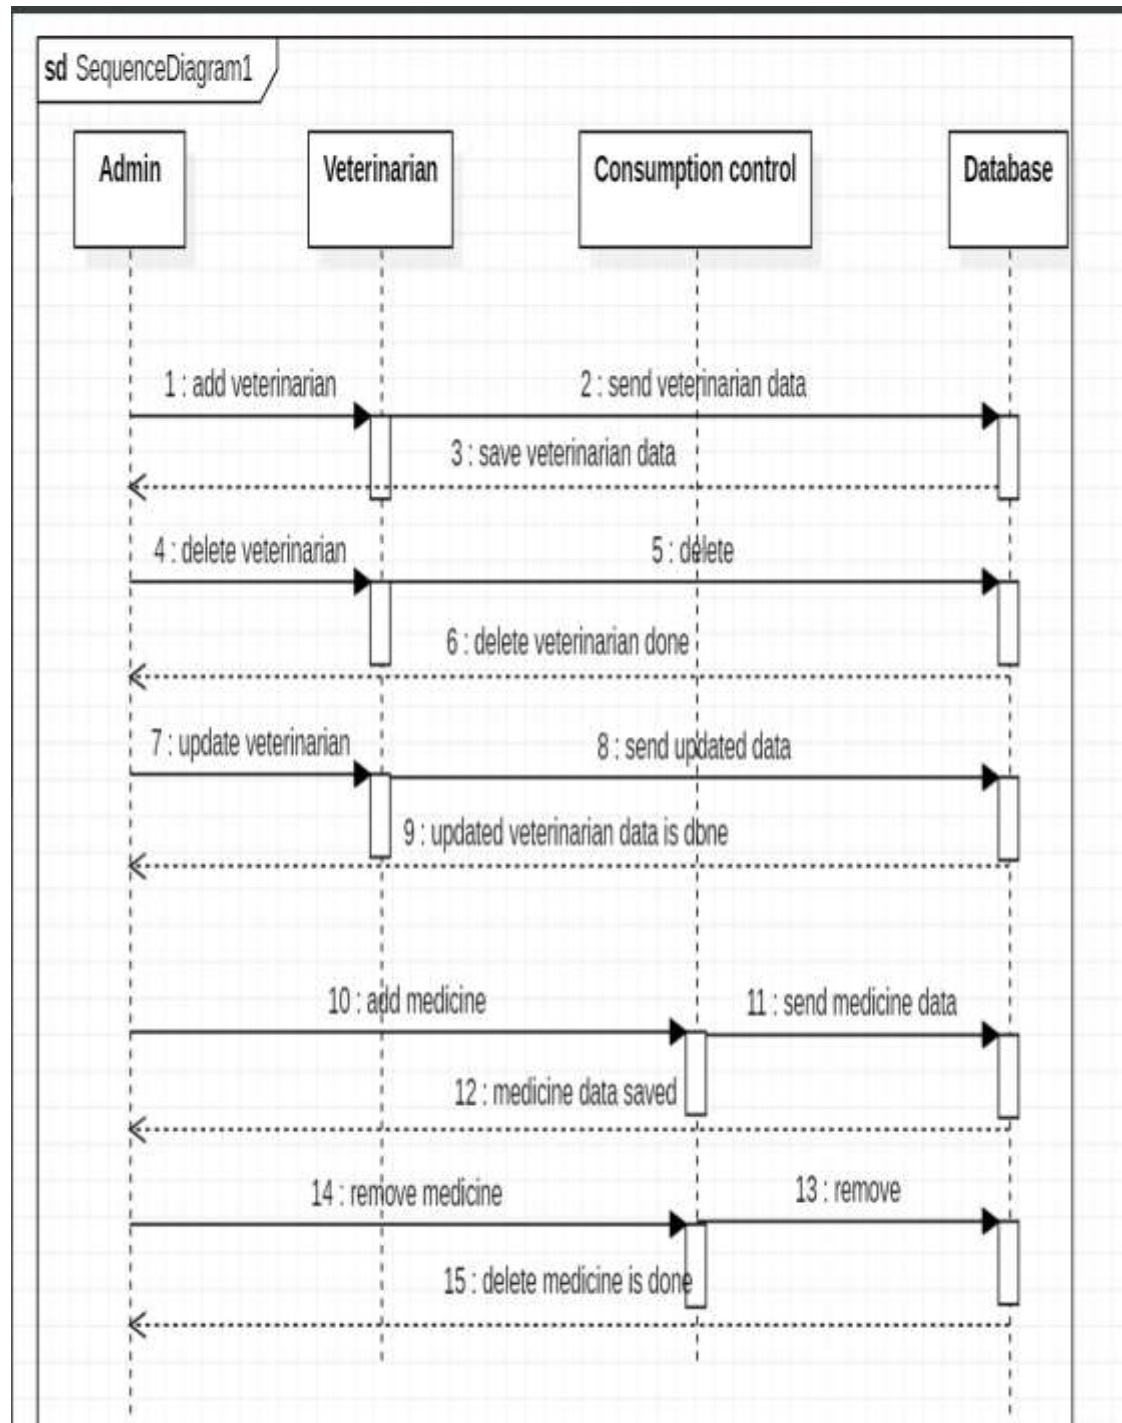 sd SequenceDiagram1
Admin
Veterinarian
Consumption control
Database
1 : add veterinarian
2 : send veterinarian data
3 : save veterinarian data
4 : delete veterinarian
5 : delete
6 : delete veterinarian done
7 : update veterinarian
8 : send updated data
9 : updated veterinarian data is done
10 : add medicine
11 : send medicine data
12 : medicine data saved
14 : remove medicine
13 : remove
15 : delete medicine is done